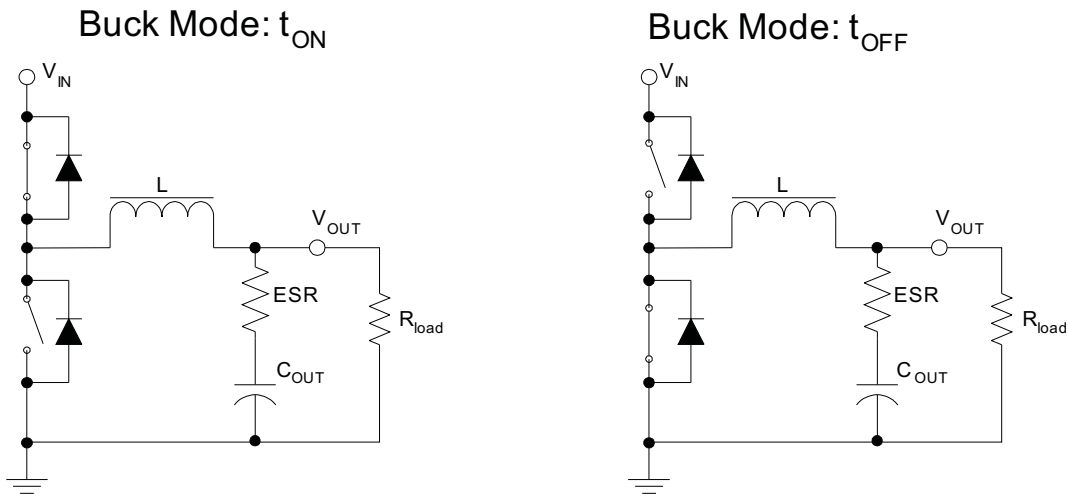 Buck Mode: tON
VIN
L
VOUT
ESR
Rload
COUT
Buck Mode: tOFF
VIN
L
VOUT
ESR
Rload
COUT